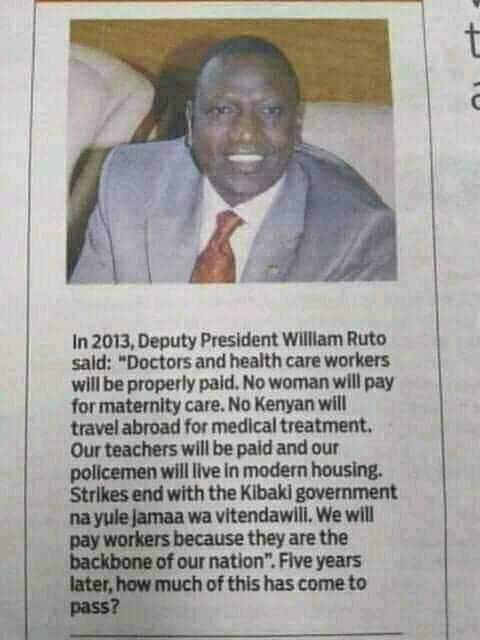 In 2013, Deputy President William Ruto
said: "Doctors and health care workers
will be properly paid. No woman will pay
for maternity care. No Kenyan will
travel abroad for medical treatment.
Our teachers will be paid and our
policemen will live in modern housing.
Strikes end with the Kibaki government
na yule jamaa wa vitendawili. We will
pay workers because they are the
backbone of our nation". Five years
later, how much of this has come to
pass?